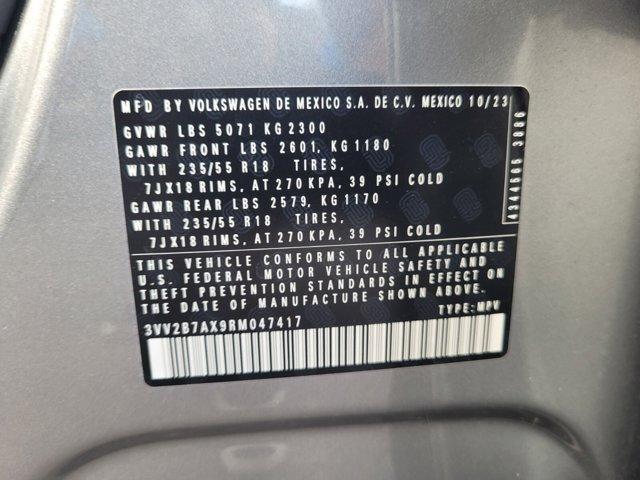 MFD BY VOLKSWAGEN DE MEXICO S.A. DE C.V. MEXICO 10/23
GVWR LBS 5071 KG 2300
GAWR FRONT LBS 2601, KG 1180
WITH 235/55 R18 TIRES,
7JX18 RIMS, AT 270 KPA, 39 PSI COLD
GAWR REAR LBS 2579, KG 1170
WITH 235/55 R18 TIRES,
7JX18 RIMS, AT 270 KPA, 39 PSI COLD
4344565 3886
THIS VEHICLE CONFORMS TO ALL APPLICABLE
U.S. FEDERAL MOTOR VEHICLE SAFETY AND
THEFT PREVENTION STANDARDS IN EFFECT ON
THE DATE OF MANUFACTURE SHOWN ABOVE.
3VV2B7AX9RM047417 TYPE: MPV